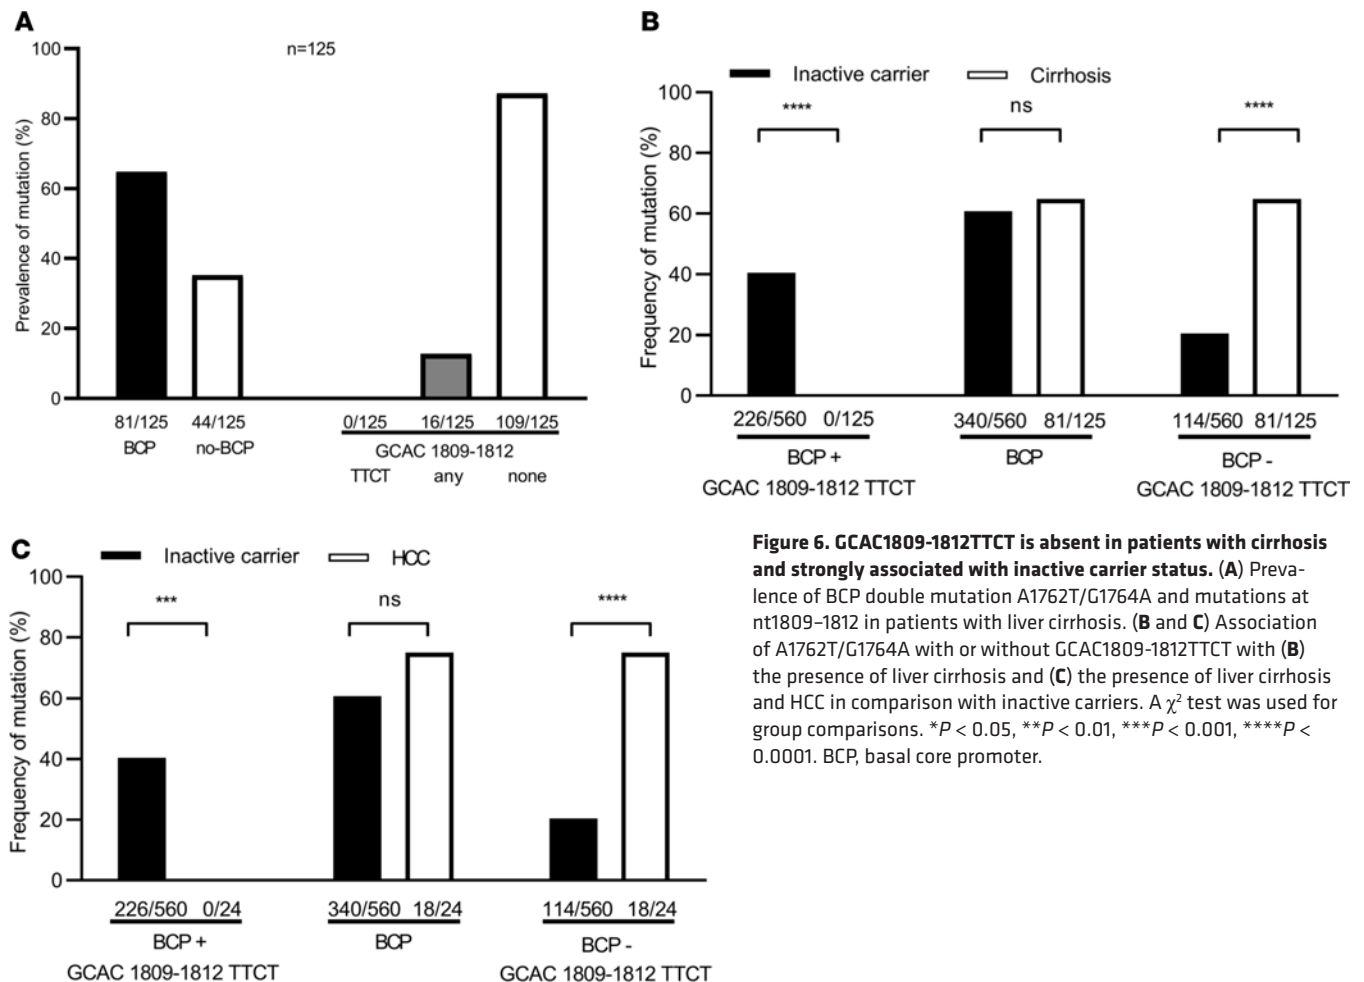 A
n=125
Prevalence of mutation (%)
100
80
60
40
20
0
81/125 44/125 0/125 16/125 109/125
BCP no-BCP GCAC 1809-1812
TTCT any none
B
Inactive carrier Cirrhosis
Frequency of mutation (%)
100
80
60
40
20
0
**** ns ****
226/560 0/125 340/560 81/125 114/560 81/125
BCP + BCP BCP -
GCAC 1809-1812 TTCT GCAC 1809-1812 TTCT
C
Inactive carrier HCC
Frequency of mutation (%)
100
80
60
40
20
0
*** ns ****
226/560 0/24 340/560 18/24 114/560 18/24
BCP + BCP BCP -
GCAC 1809-1812 TTCT GCAC 1809-1812 TTCT
Figure 6. GCAC1809-1812TTCT is absent in patients with cirrhosis
and strongly associated with inactive carrier status. (A) Preva-
lence of BCP double mutation A1762T/G1764A and mutations at
nt1809–1812 in patients with liver cirrhosis. (B and C) Association
of A1762T/G1764A with or without GCAC1809-1812TTCT with (B)
the presence of liver cirrhosis and (C) the presence of liver cirrhosis
and HCC in comparison with inactive carriers. A χ² test was used for
group comparisons. *P < 0.05, **P < 0.01, ***P < 0.001, ****P <
0.0001. BCP, basal core promoter.